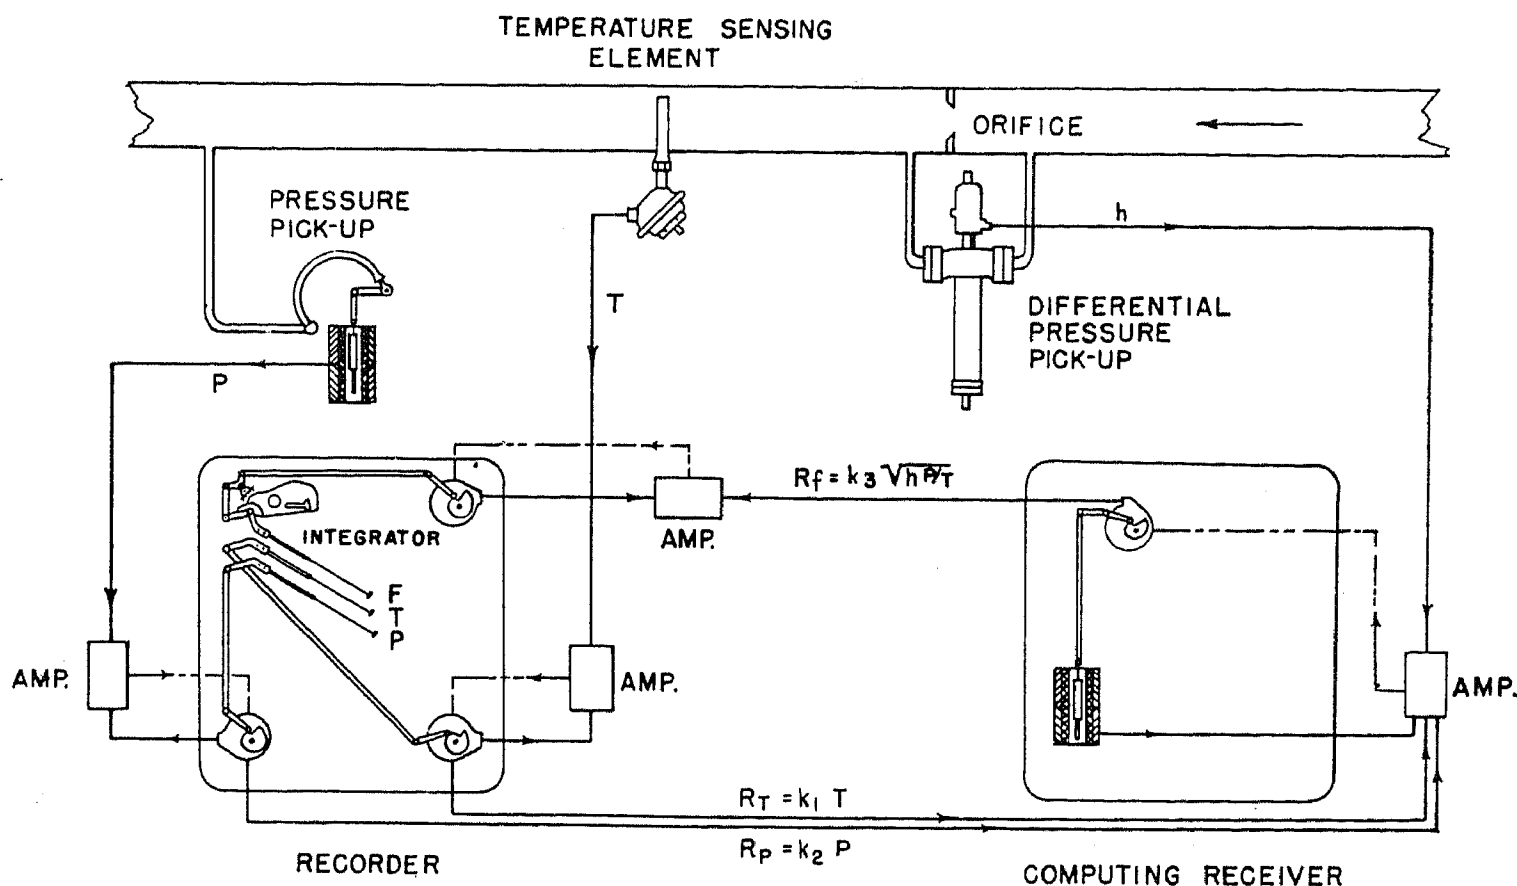 TEMPERATURE SENSING
ELEMENT
ORIFICE
PRESSURE
PICK-UP
h
T
DIFFERENTIAL
PRESSURE
PICK-UP
P
Rf = k3 √h P/T
INTEGRATOR
AMP.
F
T
P
AMP.
AMP.
AMP.
RT = k1 T
RP = k2 P
RECORDER
COMPUTING RECEIVER